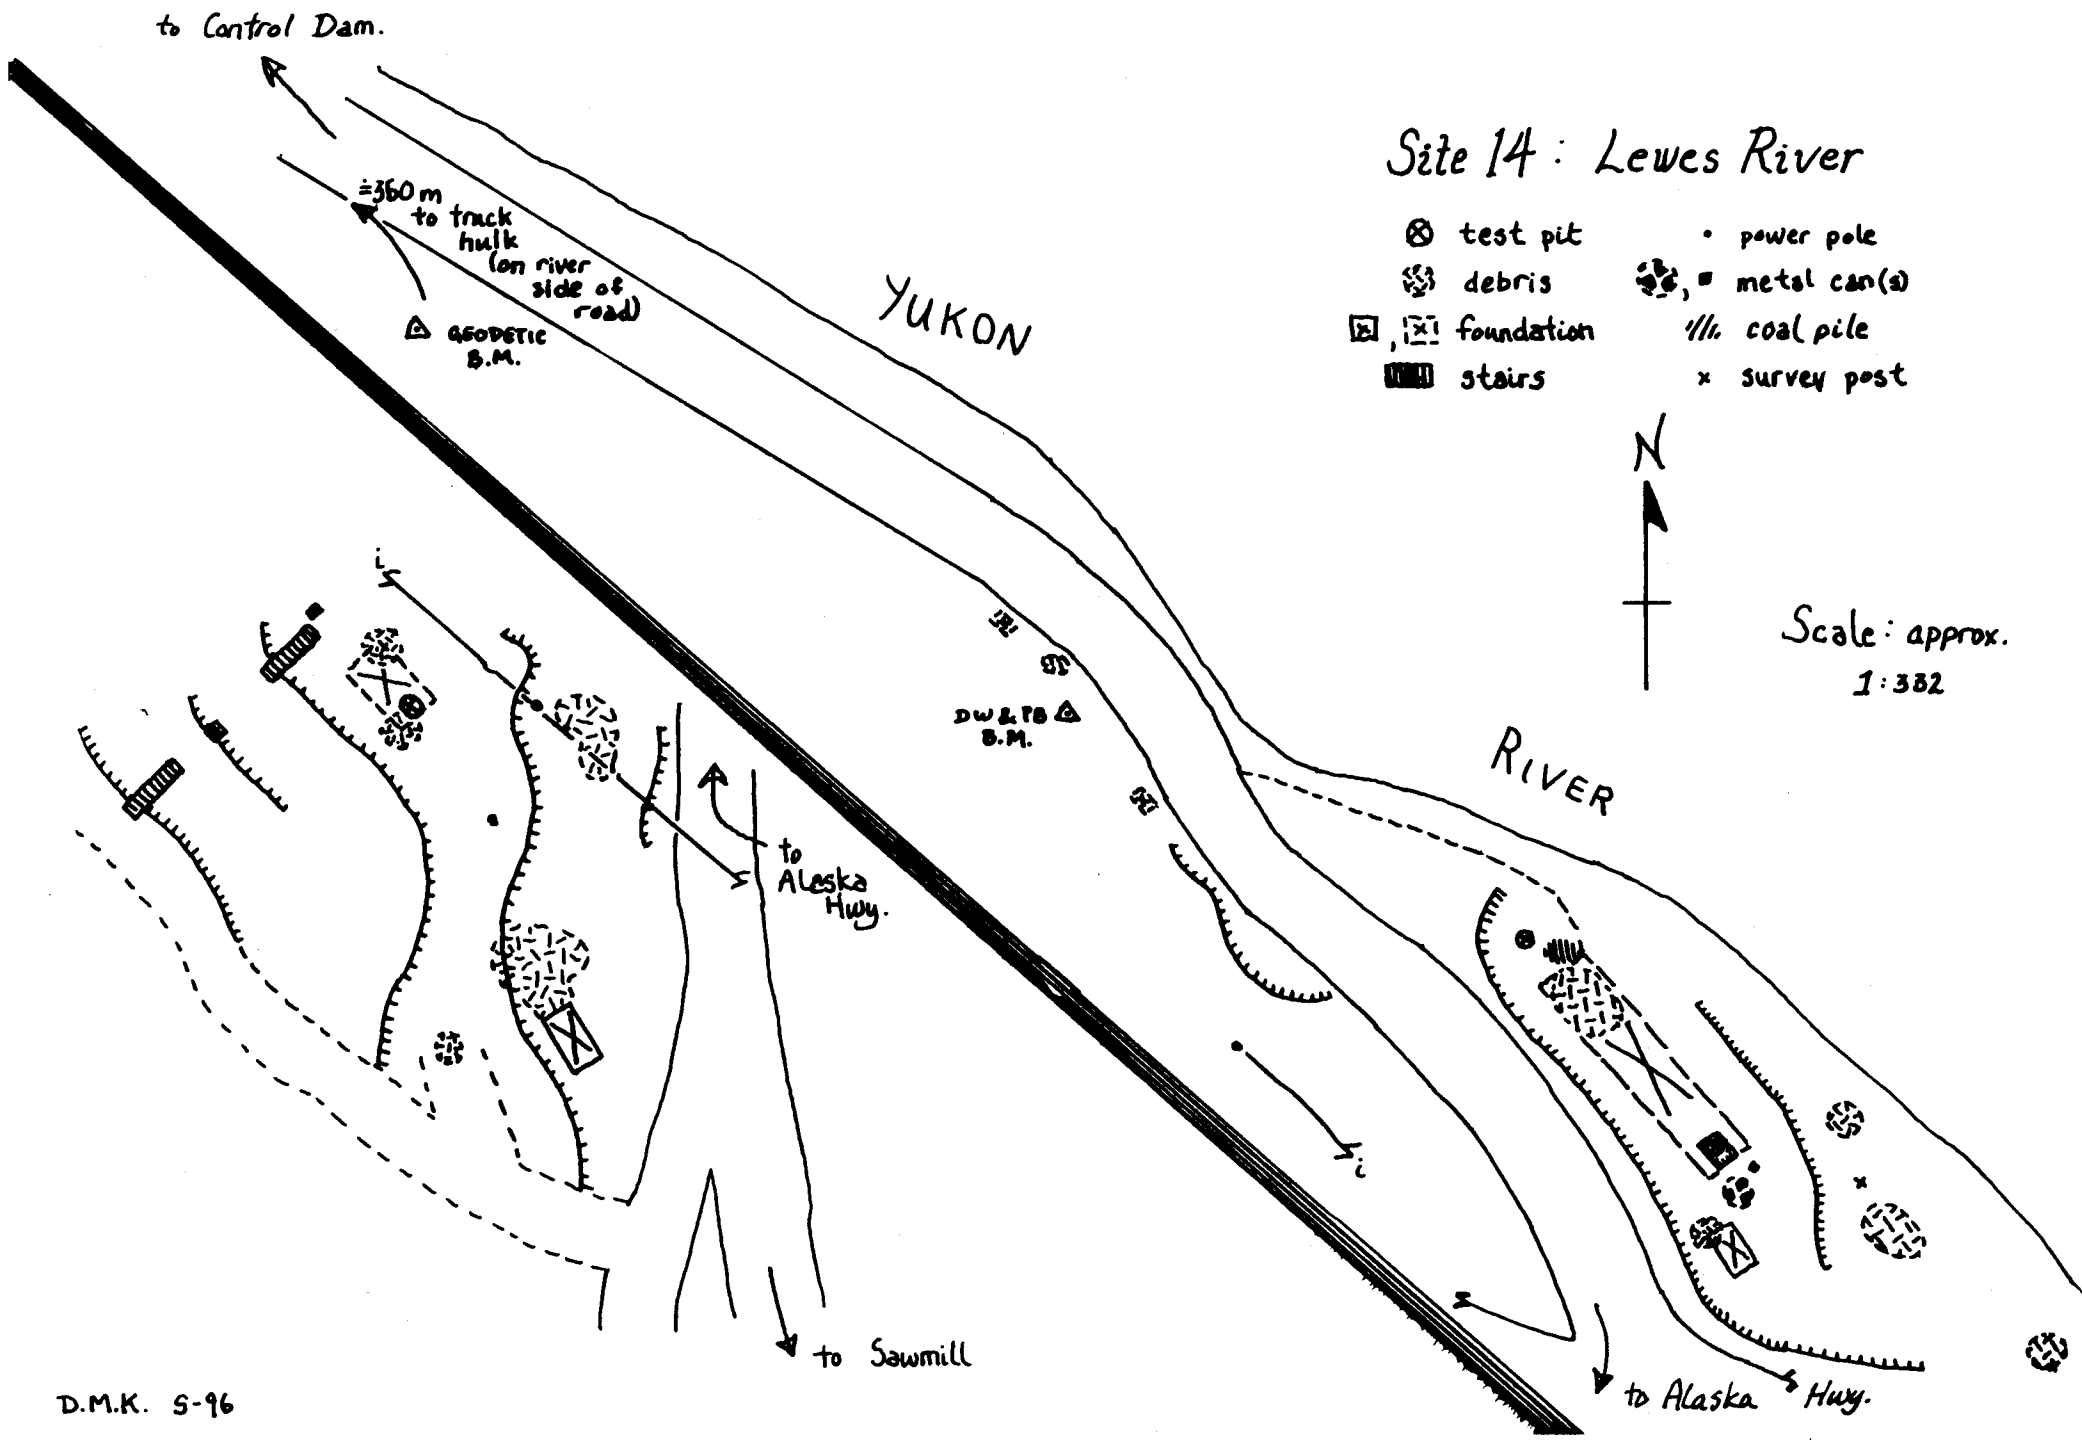 to Control Dam.
Site 14 : Lewes River
test pit
power pole
debris
metal can(s)
foundation
coal pile
stairs
survey post
≐360 m
to truck
hulk
(on river
side of
road)
GEODETIC
B.M.
YUKON
N
Scale: approx.
1:332
DW & PB
B.M.
RIVER
to
Alaska
Hwy.
to Sawmill
to Alaska Hwy.
D.M.K. 5-96